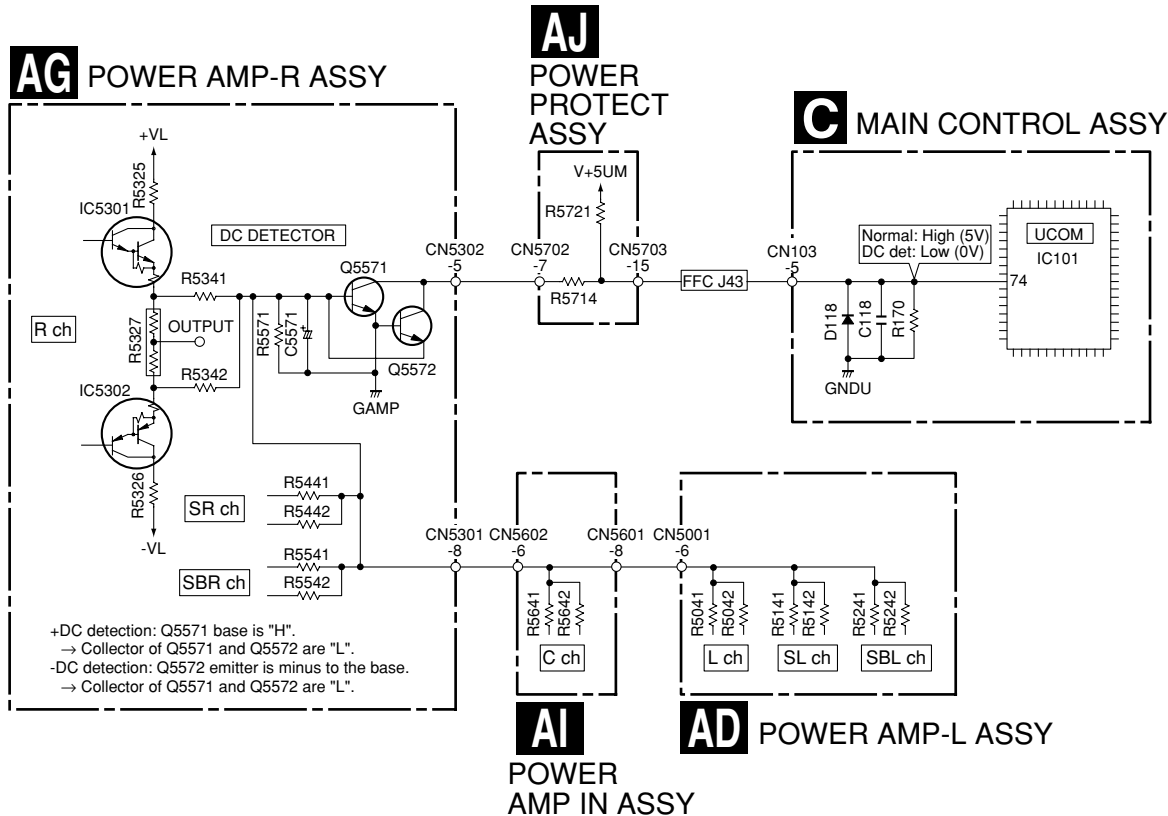 AG POWER AMP-R ASSY
+VL
R5325
IC5301
DC DETECTOR
R5341
Q5571
CN5302
-5
R ch
R5327
OUTPUT
R5571
C5571
+
Q5572
IC5302
R5342
GAMP
R5326
-VL
SR ch
R5441
R5442
SBR ch
R5541
R5542
CN5301
-8
+DC detection: Q5571 base is "H".
→ Collector of Q5571 and Q5572 are "L".
-DC detection: Q5572 emitter is minus to the base.
→ Collector of Q5571 and Q5572 are "L".
AJ
POWER
PROTECT
ASSY
V+5UM
R5721
CN5702
-7
CN5703
-15
R5714
FFC J43
C MAIN CONTROL ASSY
CN103
-5
Normal: High (5V)
DC det: Low (0V)
UCOM
IC101
74
D118
C118
R170
GNDU
CN5602
-6
CN5601
-8
R5641
R5642
C ch
AI
POWER
AMP IN ASSY
CN5001
-6
R5041
R5042
R5141
R5142
R5241
R5242
L ch
SL ch
SBL ch
AD POWER AMP-L ASSY